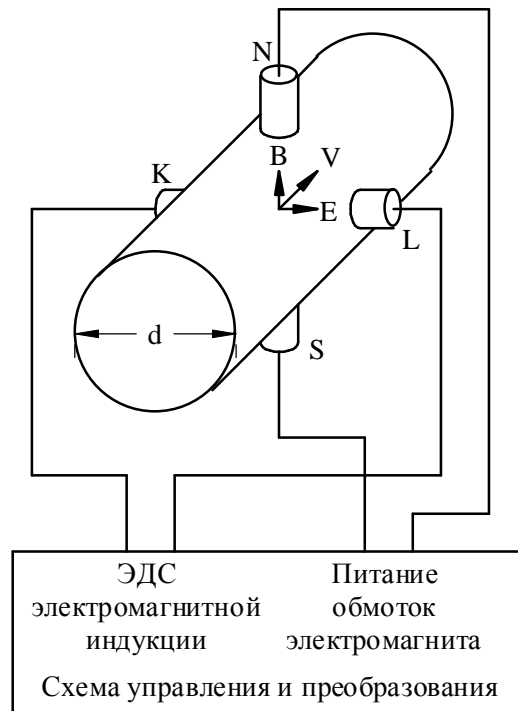 N
B
V
K
E
L
d
S
ЭДС
электромагнитной
индукции
Питание
обмоток
электромагнита
Схема управления и преобразования